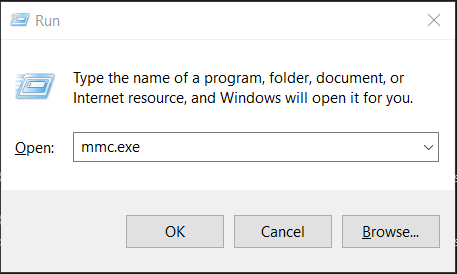 Run
Type the name of a program, folder, document, or
Internet resource, and Windows will open it for you.
Open: mmc.exe
OK Cancel Browse...